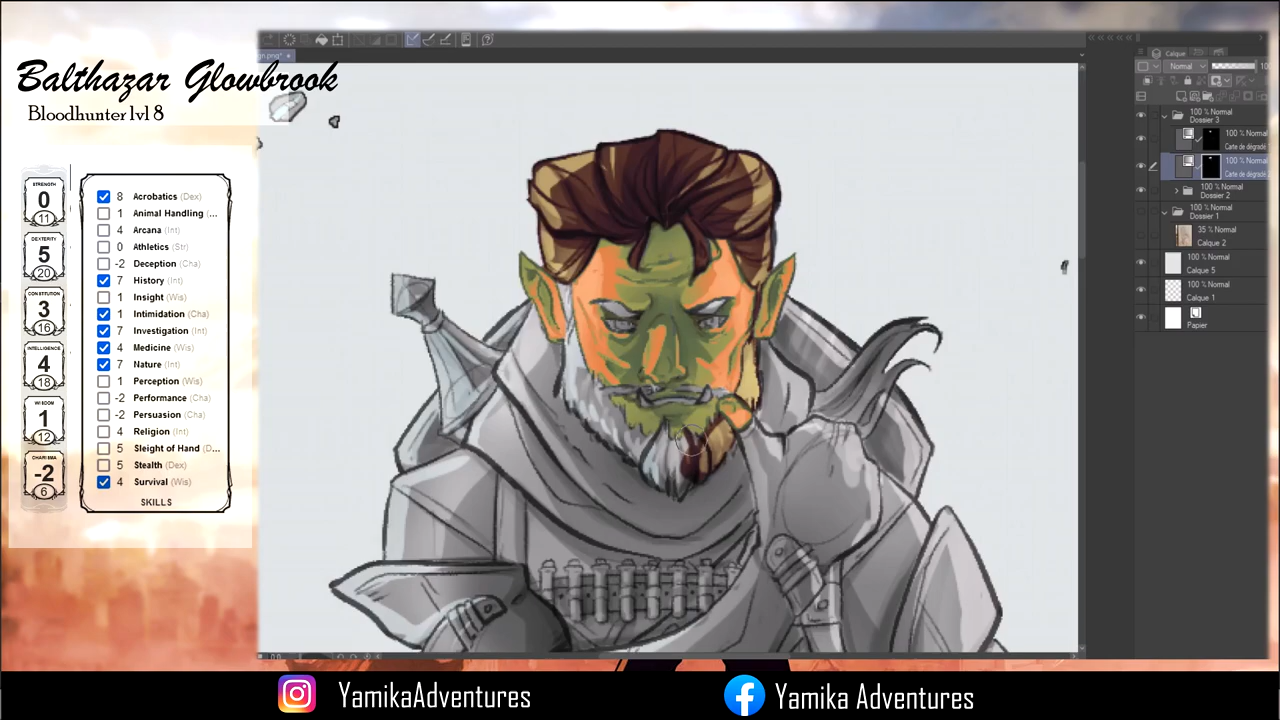 Balthazar Glowbrook
Bloodhunter lvl 8
STRENGTH
0
11
DEXTERITY
5
20
CONSTITUTION
3
16
INTELLIGENCE
4
18
WISDOM
1
12
CHARISMA
-2
6
8 Acrobatics (Dex)
1 Animal Handling (...
4 Arcana (Int)
0 Athletics (Str)
-2 Deception (Cha)
7 History (Int)
1 Insight (Wis)
1 Intimidation (Cha)
7 Investigation (Int)
4 Medicine (Wis)
7 Nature (Int)
1 Perception (Wis)
-2 Performance (Cha)
-2 Persuasion (Cha)
4 Religion (Int)
5 Sleight of Hand (D...
5 Stealth (Dex)
4 Survival (Wis)
SKILLS
gn.png*
Calque
Normal
10
100 % Normal
Dossier 3
100 % Normal
Carte de dégradé
100 % Normal
Carte de dégradé
100 % Normal
Dossier 2
100 % Normal
Dossier 1
35 % Normal
Calque 2
100 % Normal
Calque 5
100 % Normal
Calque 1
Papier
YamikaAdventures
Yamika Adventures